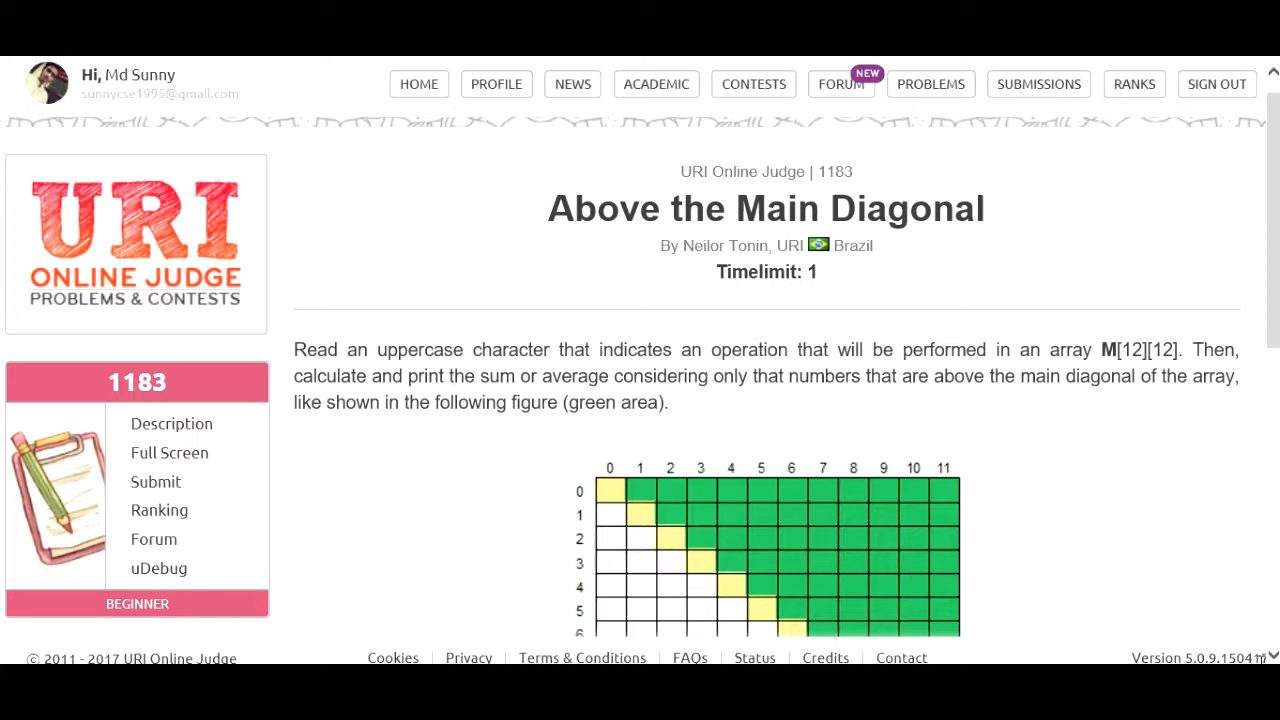 Hi, Md Sunny
sunnycse1995@gmail.com
HOME PROFILE NEWS ACADEMIC CONTESTS FORUM NEW PROBLEMS SUBMISSIONS RANKS SIGN OUT
URI
ONLINE JUDGE
PROBLEMS & CONTESTS
1183
Description
Full Screen
Submit
Ranking
Forum
uDebug
BEGINNER
URI Online Judge | 1183
Above the Main Diagonal
By Neilor Tonin, URI Brazil
Timelimit: 1
Read an uppercase character that indicates an operation that will be performed in an array M[12][12]. Then,
calculate and print the sum or average considering only that numbers that are above the main diagonal of the array,
like shown in the following figure (green area).
0 1 2 3 4 5 6 7 8 9 10 11
0
1
2
3
4
5
6
© 2011 - 2017 URI Online Judge
Cookies Privacy Terms & Conditions FAQs Status Credits Contact
Version